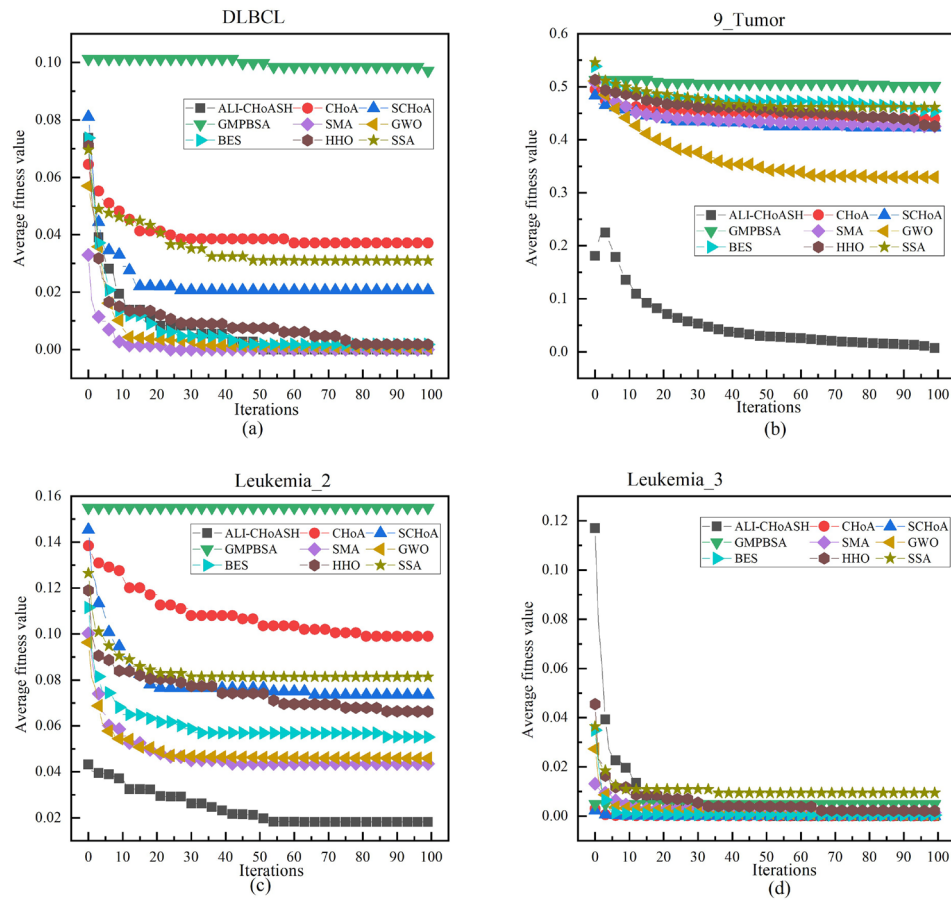 DLBCL
0.10
0.08
0.06
0.04
0.02
0.00
Average fitness value
ALI-CHoASH CHoA SCHoA
GMPBSA SMA GWO
BES HHO SSA
0 10 20 30 40 50 60 70 80 90 100
Iterations
(a)
9_Tumor
0.6
0.5
0.4
0.3
0.2
0.1
0.0
Average fitness value
ALI-CHoASH CHoA SCHoA
GMPBSA SMA GWO
BES HHO SSA
0 10 20 30 40 50 60 70 80 90 100
Iterations
(b)
Leukemia_2
0.16
0.14
0.12
0.10
0.08
0.06
0.04
0.02
Average fitness value
ALI-CHoASH CHoA SCHoA
GMPBSA SMA GWO
BES HHO SSA
0 10 20 30 40 50 60 70 80 90 100
Iterations
(c)
Leukemia_3
0.12
0.10
0.08
0.06
0.04
0.02
0.00
Average fitness value
ALI-CHoASH CHoA SCHoA
GMPBSA SMA GWO
BES HHO SSA
0 10 20 30 40 50 60 70 80 90 100
Iterations
(d)